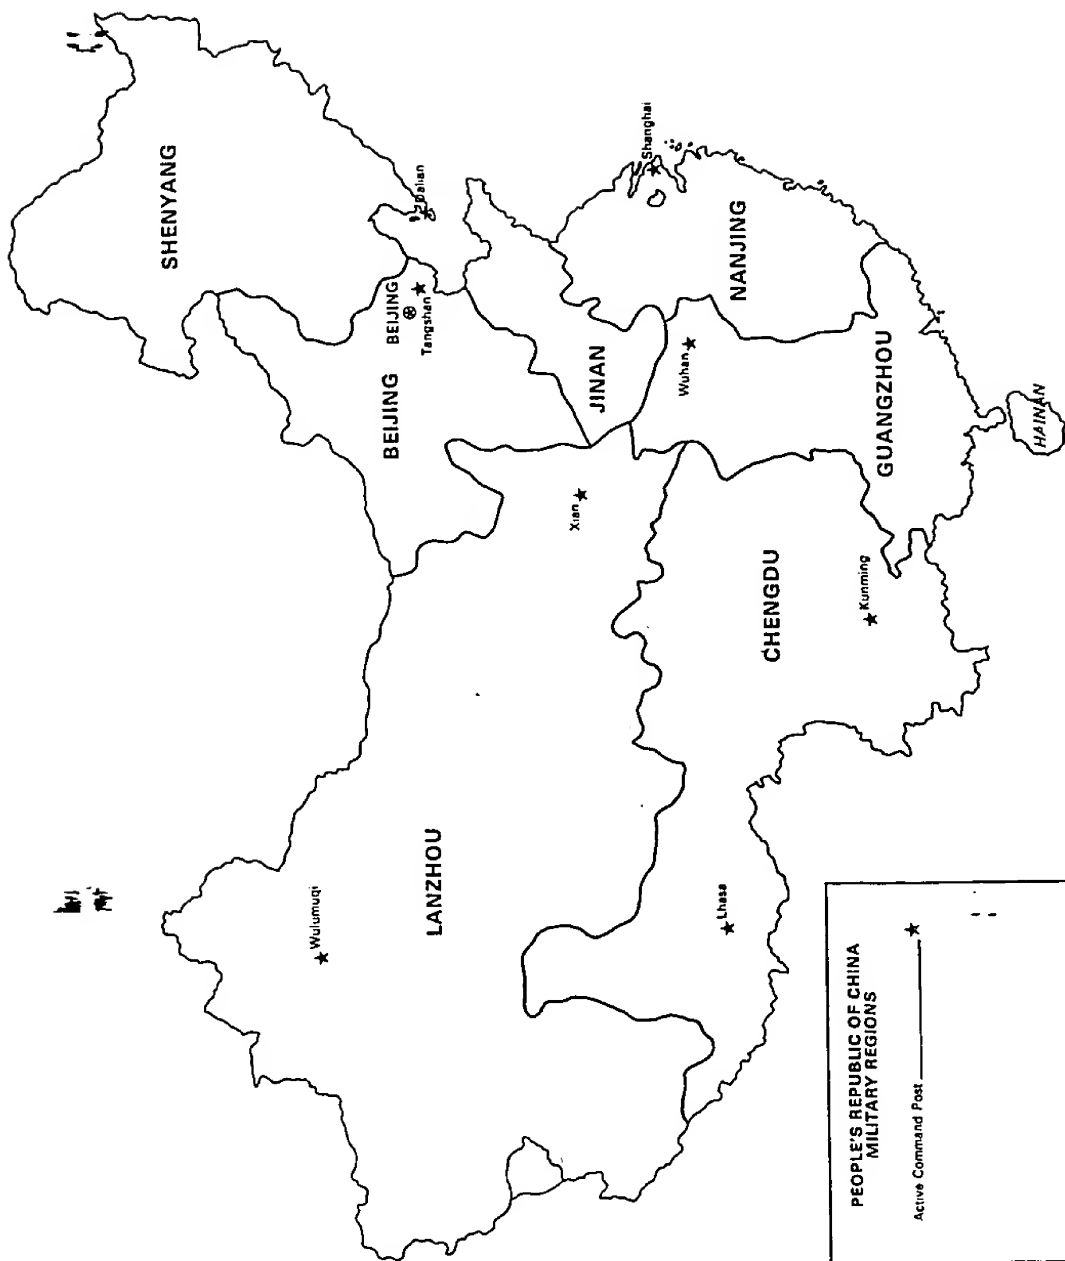 SHENYANG
Dalian
BEIJING
BEIJING
Tangshan
Shanghai
NANJING
JINAN
Wuhan
GUANGZHOU
HAINAN
Xian
CHENGDU
Kunming
LANZHOU
Wulumuqi
Lhasa
PEOPLE'S REPUBLIC OF CHINA
MILITARY REGIONS
Active Command Post